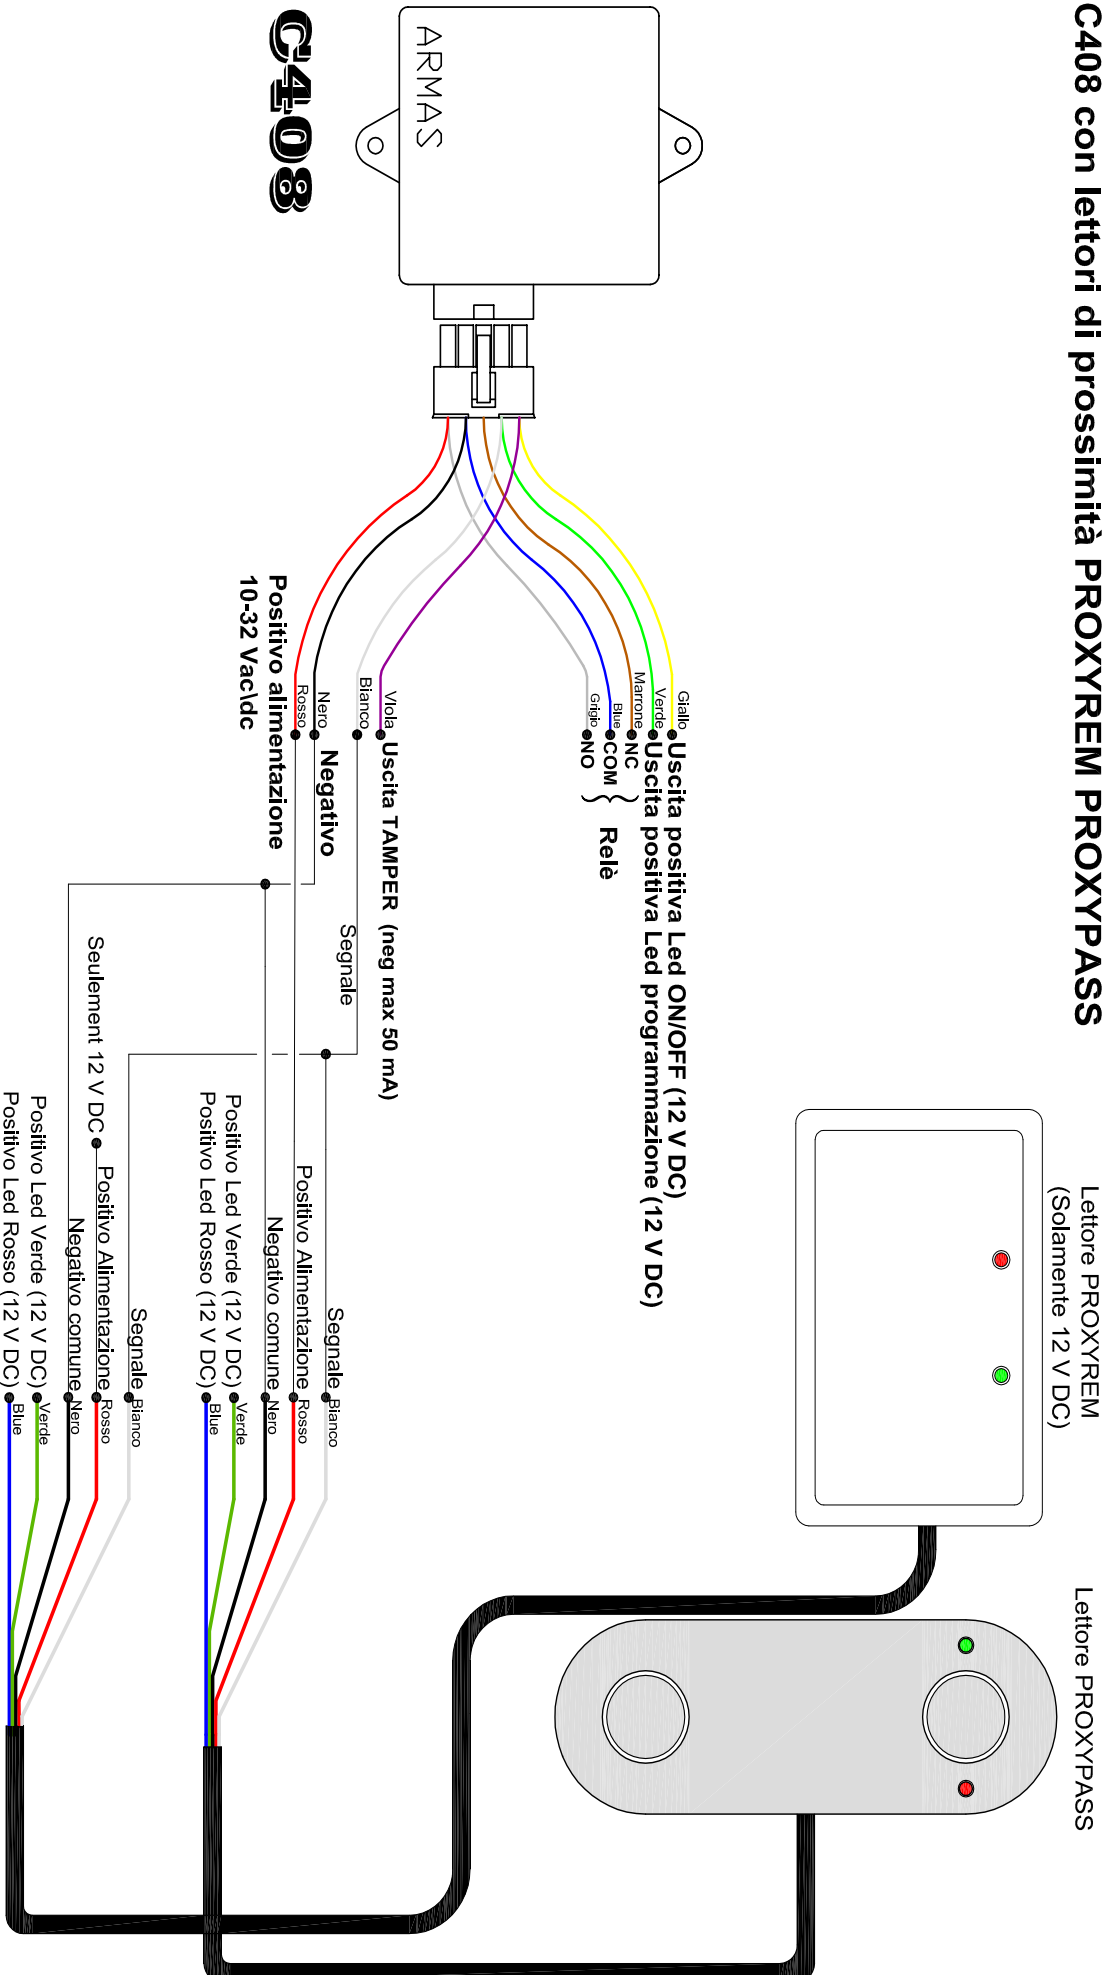 C408 con lettori di prossimità PROXYREM PROXYPASS
ARMAS
C408
Giallo
Uscita positiva Led ON/OFF (12 V DC)
Verde
Uscita positiva Led programmazione (12 V DC)
Marrone
NC
Blue
COM
Grigio
NO
Relè
VIola
Uscita TAMPER (neg max 50 mA)
Bianco
Segnale
Nero
Negativo
Rosso
Positivo alimentazione
10-32 Vac\dc
Lettore PROXYREM
(Solamente 12 V DC)
Lettore PROXYPASS
Segnale
Bianco
Positivo Alimentazione
Rosso
Negativo comune
Nero
Positivo Led Verde (12 V DC)
Verde
Positivo Led Rosso (12 V DC)
Blue
Segnale
Bianco
Seulement 12 V DC
Positivo Alimentazione
Rosso
Negativo comune
Nero
Positivo Led Verde (12 V DC)
Verde
Positivo Led Rosso (12 V DC)
Blue